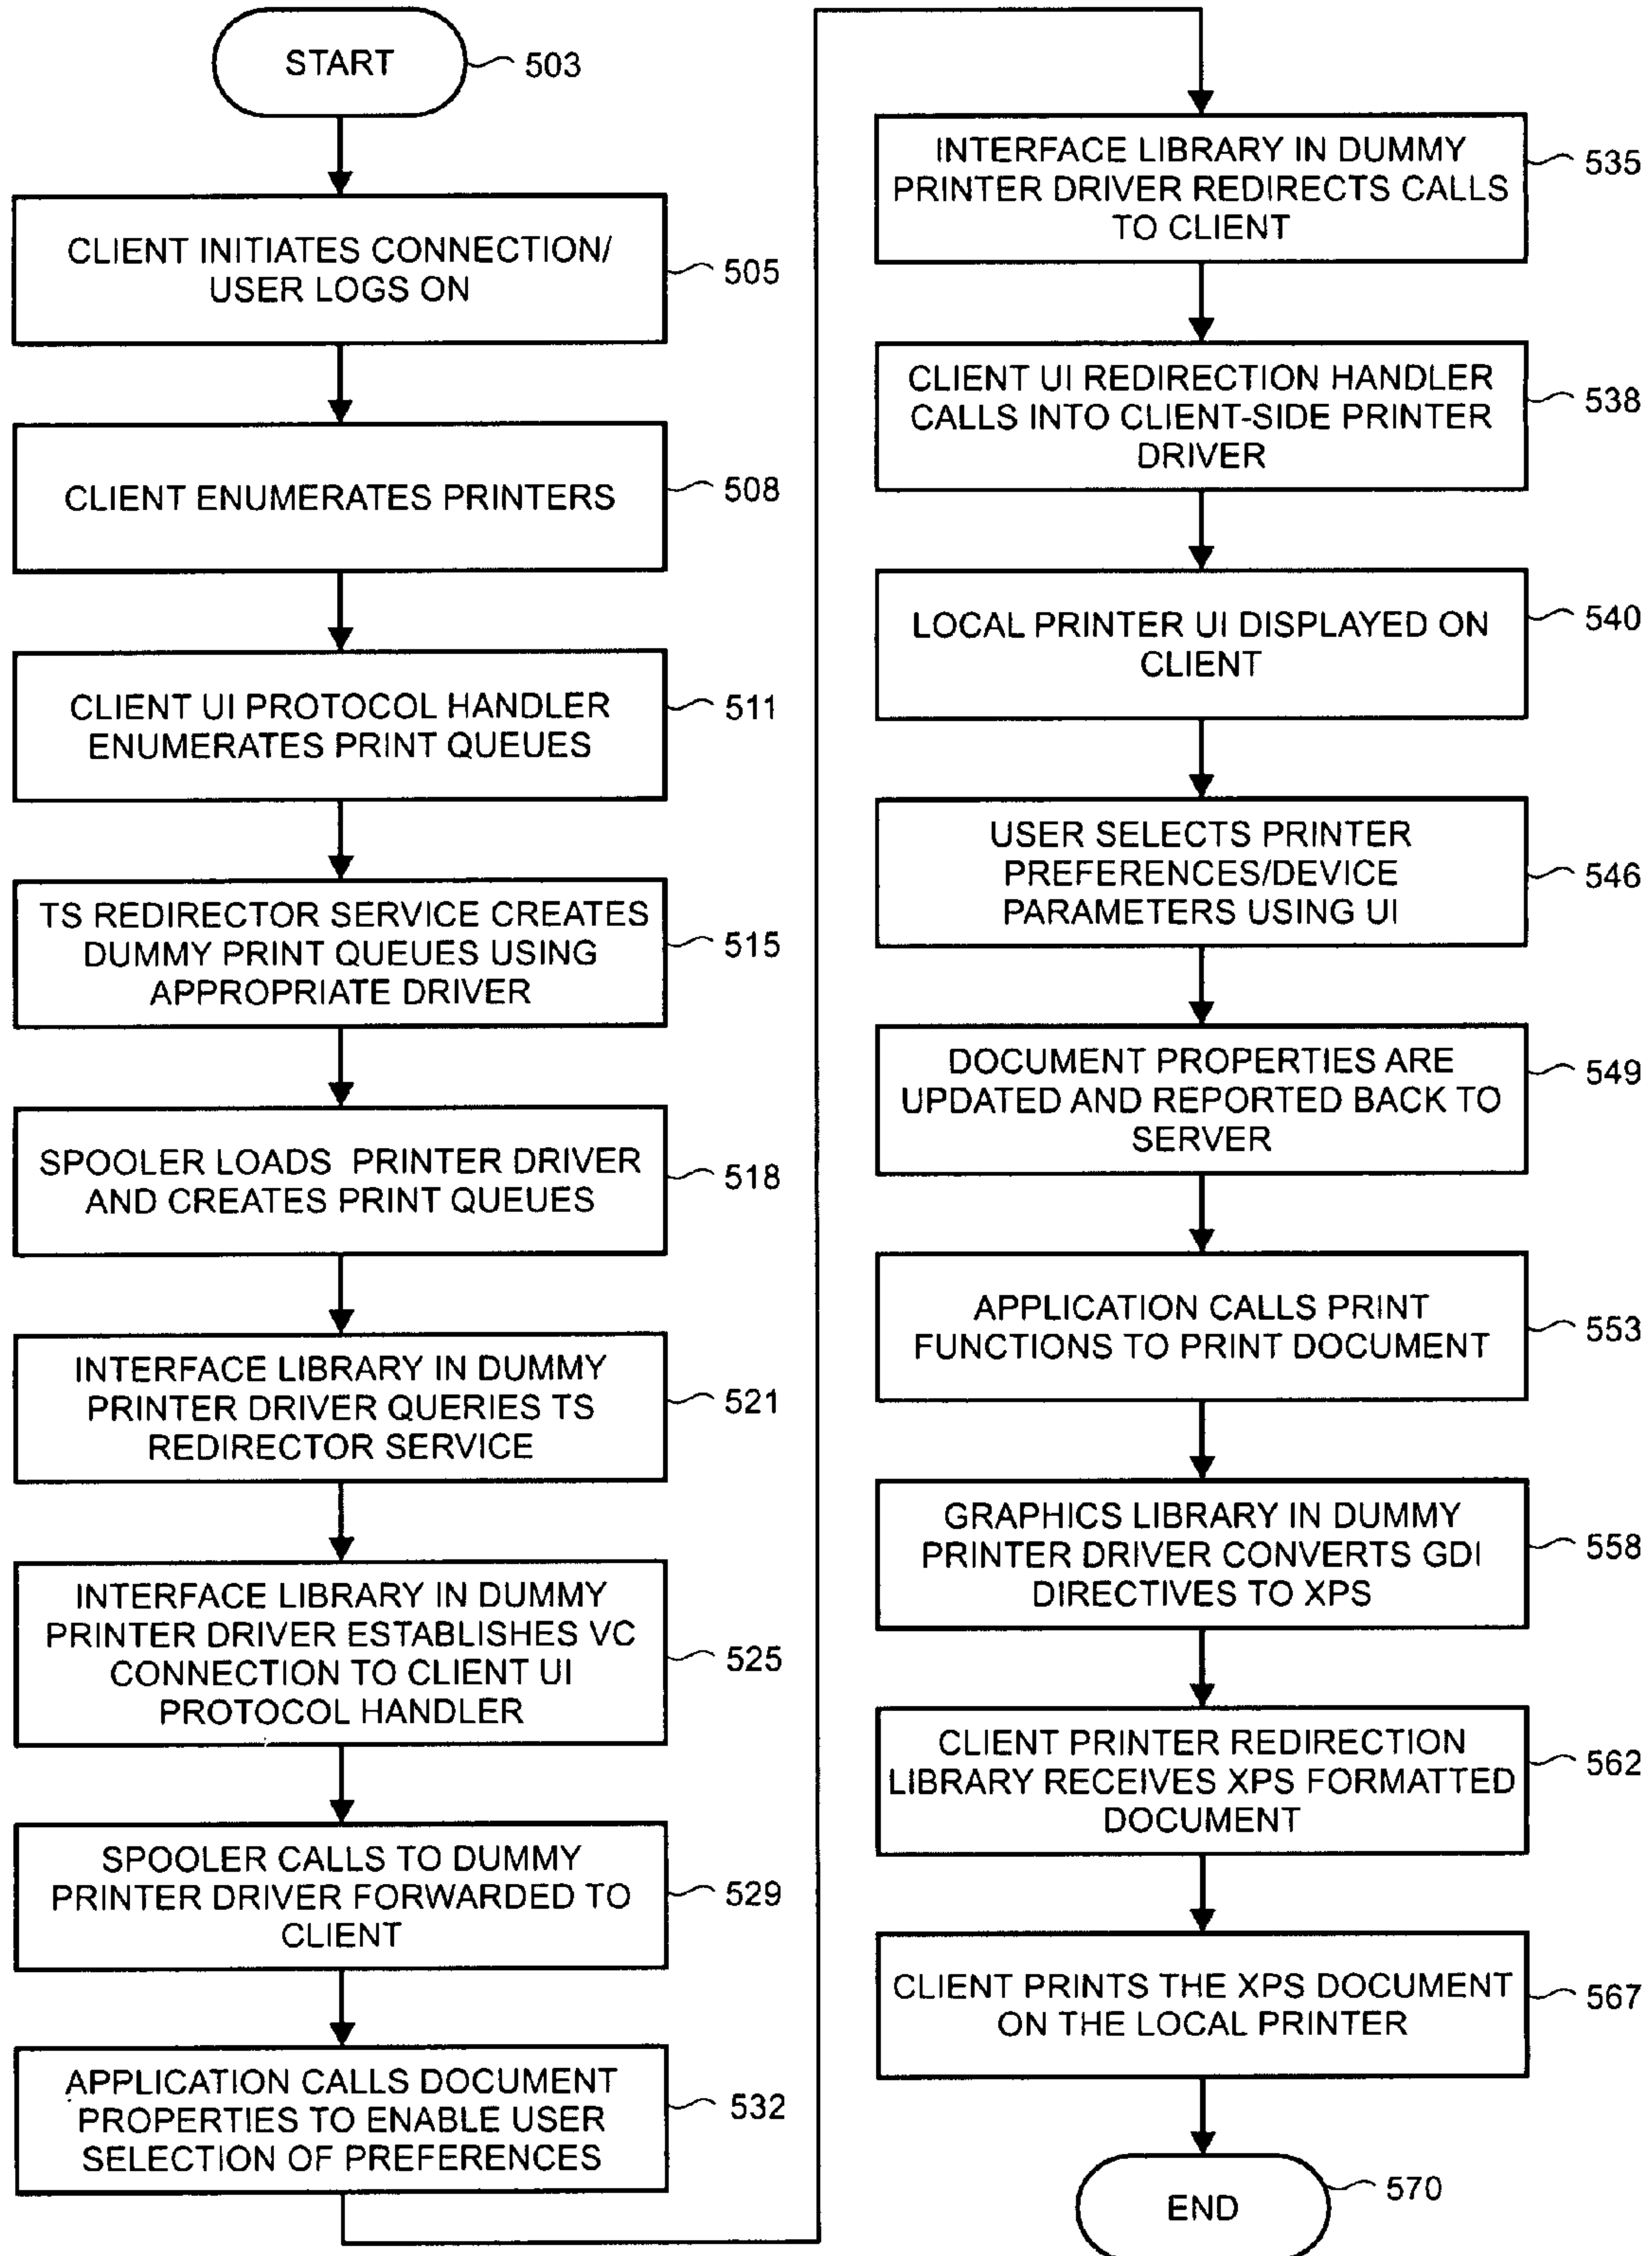 START
503
CLIENT INITIATES CONNECTION/
USER LOGS ON
505
CLIENT ENUMERATES PRINTERS
508
CLIENT UI PROTOCOL HANDLER
ENUMERATES PRINT QUEUES
511
TS REDIRECTOR SERVICE CREATES
DUMMY PRINT QUEUES USING
APPROPRIATE DRIVER
515
SPOOLER LOADS PRINTER DRIVER
AND CREATES PRINT QUEUES
518
INTERFACE LIBRARY IN DUMMY
PRINTER DRIVER QUERIES TS
REDIRECTOR SERVICE
521
INTERFACE LIBRARY IN DUMMY
PRINTER DRIVER ESTABLISHES VC
CONNECTION TO CLIENT UI
PROTOCOL HANDLER
525
SPOOLER CALLS TO DUMMY
PRINTER DRIVER FORWARDED TO
CLIENT
529
APPLICATION CALLS DOCUMENT
PROPERTIES TO ENABLE USER
SELECTION OF PREFERENCES
532
INTERFACE LIBRARY IN DUMMY
PRINTER DRIVER REDIRECTS CALLS
TO CLIENT
535
CLIENT UI REDIRECTION HANDLER
CALLS INTO CLIENT-SIDE PRINTER
DRIVER
538
LOCAL PRINTER UI DISPLAYED ON
CLIENT
540
USER SELECTS PRINTER
PREFERENCES/DEVICE
PARAMETERS USING UI
546
DOCUMENT PROPERTIES ARE
UPDATED AND REPORTED BACK TO
SERVER
549
APPLICATION CALLS PRINT
FUNCTIONS TO PRINT DOCUMENT
553
GRAPHICS LIBRARY IN DUMMY
PRINTER DRIVER CONVERTS GDI
DIRECTIVES TO XPS
558
CLIENT PRINTER REDIRECTION
LIBRARY RECEIVES XPS FORMATTED
DOCUMENT
562
CLIENT PRINTS THE XPS DOCUMENT
ON THE LOCAL PRINTER
567
END
570